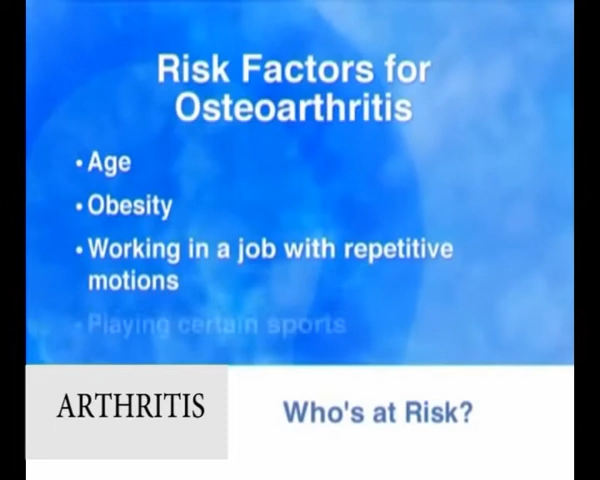 Risk Factors for
Osteoarthritis
• Age
• Obesity
• Working in a job with repetitive
motions
• Playing certain sports
ARTHRITIS
Who's at Risk?